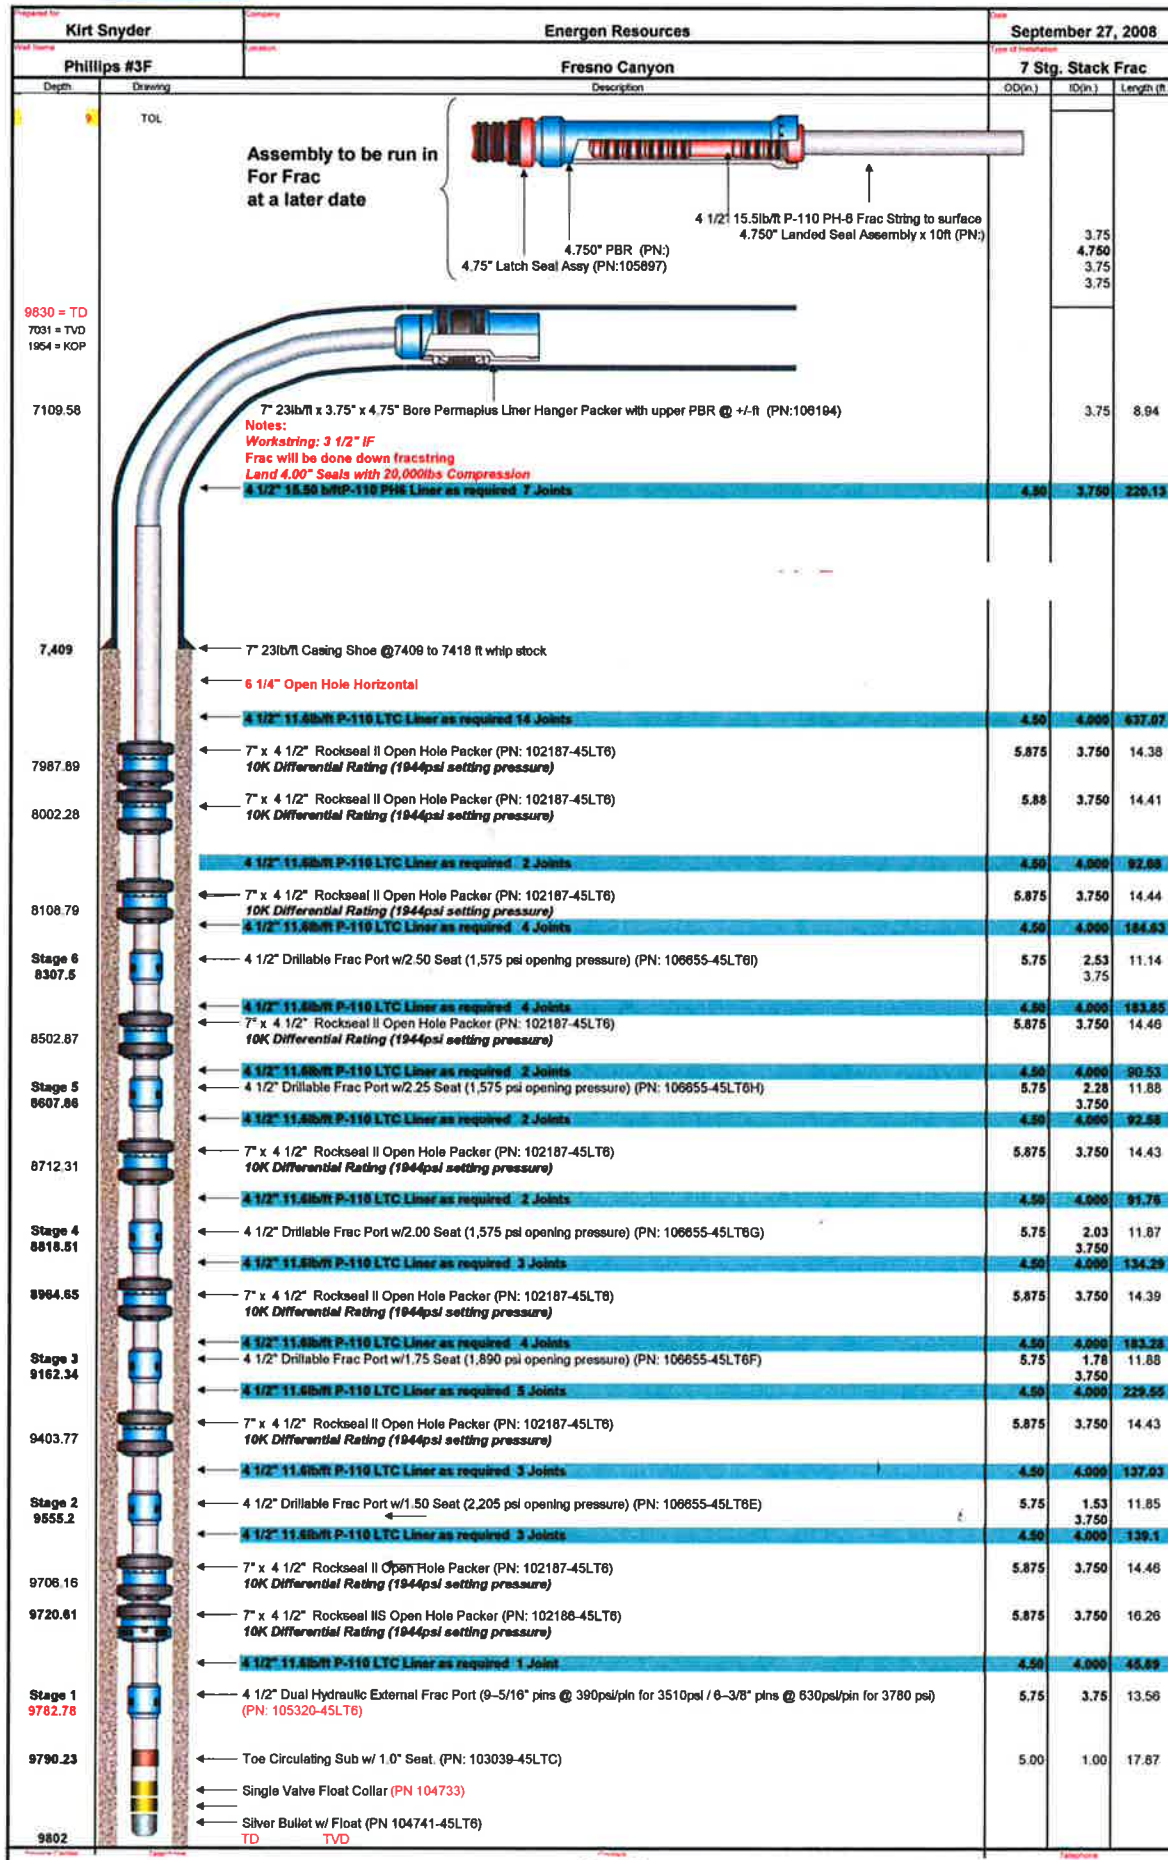 Prepared for Company Date
Kirt Snyder Energen Resources September 27, 2008
Well Name Location Type of Installation
Phillips #3F Fresno Canyon 7 Stg. Stack Frac
Depth Drawing Description OD(in.) ID(in.) Length (ft
9 TOL
Assembly to be run in
For Frac
at a later date
4 1/2" 15.5lb/ft P-110 PH-6 Frac String to surface
4.750" Landed Seal Assembly x 10ft (PN:) 3.75
4.750" PBR (PN:) 4.750
4.75" Latch Seal Assy (PN:105897) 3.75
3.75
9830 = TD
7031 = TVD
1954 = KOP
7109.58 7" 23lb/ft x 3.75" x 4.75" Bore Permaplus Liner Hanger Packer with upper PBR @ +/-ft (PN:106194) 3.75 8.94
Notes:
Workstring: 3 1/2" IF
Frac will be done down fracstring
Land 4.00" Seals with 20,000lbs Compression
4 1/2" 15.50 b/ftP-110 PH6 Liner as required 7 Joints 4.50 3.750 220.13
7,409 7" 23lb/ft Casing Shoe @7409 to 7418 ft whip stock
6 1/4" Open Hole Horizontal
4 1/2" 11.6lb/ft P-110 LTC Liner as required 14 Joints 4.50 4.000 637.07
7" x 4 1/2" Rockseal II Open Hole Packer (PN: 102187-45LT6) 5.875 3.750 14.38
7987.89 10K Differential Rating (1944psi setting pressure)
7" x 4 1/2" Rockseal II Open Hole Packer (PN: 102187-45LT6) 5.88 3.750 14.41
8002.28 10K Differential Rating (1944psi setting pressure)
4 1/2" 11.6lb/ft P-110 LTC Liner as required 2 Joints 4.50 4.000
7" x 4 1/2" Rockseal II Open Hole Packer (PN: 102187-45LT6) 5.875 3.750 14.44
8108.79 10K Differential Rating (1944psi setting pressure)
4 1/2" 11.6lb/ft P-110 LTC Liner as required 4 Joints 4.50 4.000 184.63
Stage 6 4 1/2" Drillable Frac Port w/2.50 Seat (1,575 psi opening pressure) (PN: 106655-45LT6I) 5.75 2.53 11.14
8307.5 3.75
4 1/2" 11.6lb/ft P-110 LTC Liner as required 4 Joints 4.50 4.000 183.85
7" x 4 1/2" Rockseal II Open Hole Packer (PN: 102187-45LT6) 5.875 3.750 14.46
8502.87 10K Differential Rating (1944psi setting pressure)
4 1/2" 11.6lb/ft P-110 LTC Liner as required 2 Joints 4.50 4.000 90.53
Stage 5 4 1/2" Drillable Frac Port w/2.25 Seat (1,575 psi opening pressure) (PN: 106655-45LT6H) 5.75 2.28 11.88
8607.86 3.750
4 1/2" 11.6lb/ft P-110 LTC Liner as required 2 Joints 4.50 4.000 92.58
7" x 4 1/2" Rockseal II Open Hole Packer (PN: 102187-45LT6) 5.875 3.750 14.43
8712.31 10K Differential Rating (1944psi setting pressure)
4 1/2" 11.6lb/ft P-110 LTC Liner as required 2 Joints 4.50 4.000 91.76
Stage 4 4 1/2" Drillable Frac Port w/2.00 Seat (1,575 psi opening pressure) (PN: 106655-45LT6G) 5.75 2.03 11.87
8818.51 3.750
4 1/2" 11.6lb/ft P-110 LTC Liner as required 3 Joints 4.50 4.000 134.29
8964.65 7" x 4 1/2" Rockseal II Open Hole Packer (PN: 102187-45LT6) 5.875 3.750 14.39
10K Differential Rating (1944psi setting pressure)
4 1/2" 11.6lb/ft P-110 LTC Liner as required 4 Joints 4.50 4.000 183.28
Stage 3 4 1/2" Drillable Frac Port w/1.75 Seat (1,890 psi opening pressure) (PN: 106655-45LT6F) 5.75 1.78 11.88
9162.34 3.750
4 1/2" 11.6lb/ft P-110 LTC Liner as required 5 Joints 4.50 4.000 229.55
7" x 4 1/2" Rockseal II Open Hole Packer (PN: 102187-45LT6) 5.875 3.750 14.43
9403.77 10K Differential Rating (1944psi setting pressure)
4 1/2" 11.6lb/ft P-110 LTC Liner as required 3 Joints 4.50 4.000 137.03
Stage 2 4 1/2" Drillable Frac Port w/1.50 Seat (2,205 psi opening pressure) (PN: 106655-45LT6E) 5.75 1.53 11.85
9555.2 3.750
4 1/2" 11.6lb/ft P-110 LTC Liner as required 3 Joints 4.50 4.000 139.1
7" x 4 1/2" Rockseal II Open Hole Packer (PN: 102187-45LT6) 5.875 3.750 14.46
9706.16 10K Differential Rating (1944psi setting pressure)
9720.61 7" x 4 1/2" Rockseal IIS Open Hole Packer (PN: 102186-45LT6) 5.875 3.750 16.26
10K Differential Rating (1944psi setting pressure)
4 1/2" 11.6lb/ft P-110 LTC Liner as required 1 Joint 4.50 4.000 45.89
Stage 1 4 1/2" Dual Hydraulic External Frac Port (9–5/16" pins @ 390psi/pin for 3510psi / 6–3/8" pins @ 630psi/pin for 3780 psi) 5.75 3.75 13.56
9782.78 (PN: 105320-45LT6)
9790.23 Toe Circulating Sub w/ 1.0" Seat. (PN: 103039-45LTC) 5.00 1.00 17.67
Single Valve Float Collar (PN 104733)
Silver Bullet w/ Float (PN 104741-45LT6)
9802 TD TVD